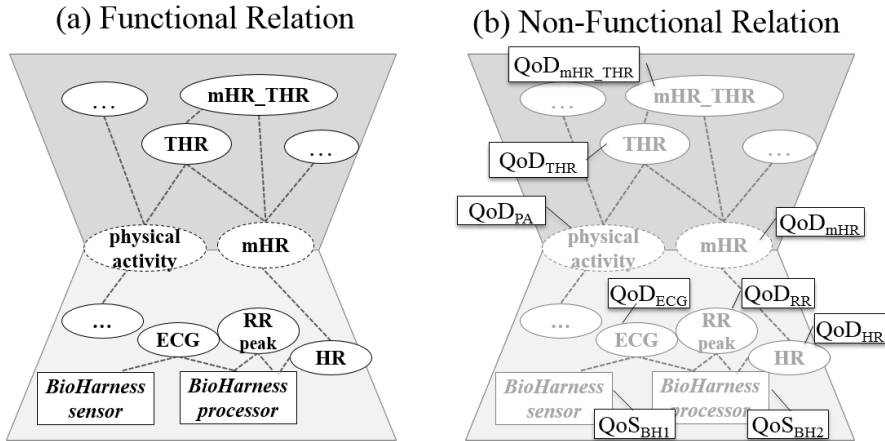 (a) Functional Relation
...
mHR_THR
THR
...
physical
activity
mHR
...
ECG
RR
peak
HR
BioHarness
sensor
BioHarness
processor
(b) Non-Functional Relation
QoDmHR_THR
...
mHR_THR
THR
QoDTHR
...
QoDPA
physical
activity
mHR
QoDmHR
QoDECG
QoDRR
...
ECG
RR
peak
QoDHR
HR
BioHarness
sensor
BioHarness
processor
QoSBH1
QoSBH2